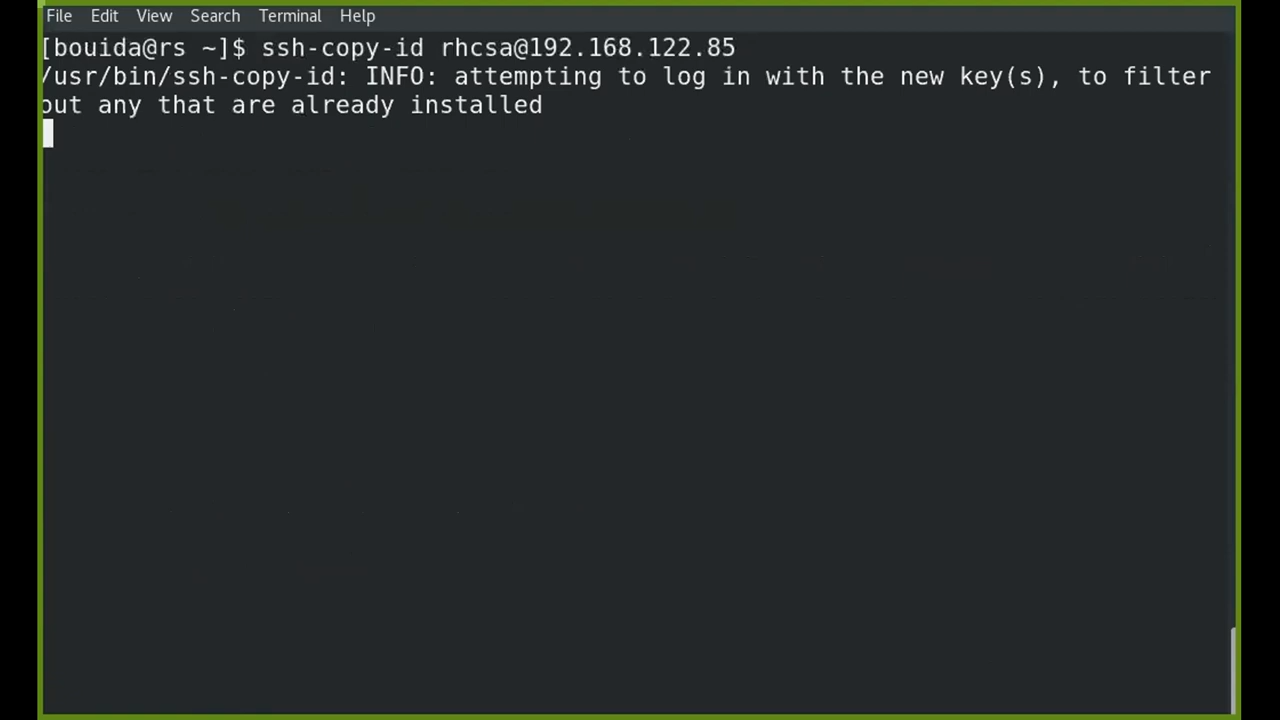 File Edit View Search Terminal Help
[bouida@rs ~]$ ssh-copy-id rhcsa@192.168.122.85
/usr/bin/ssh-copy-id: INFO: attempting to log in with the new key(s), to filter
out any that are already installed